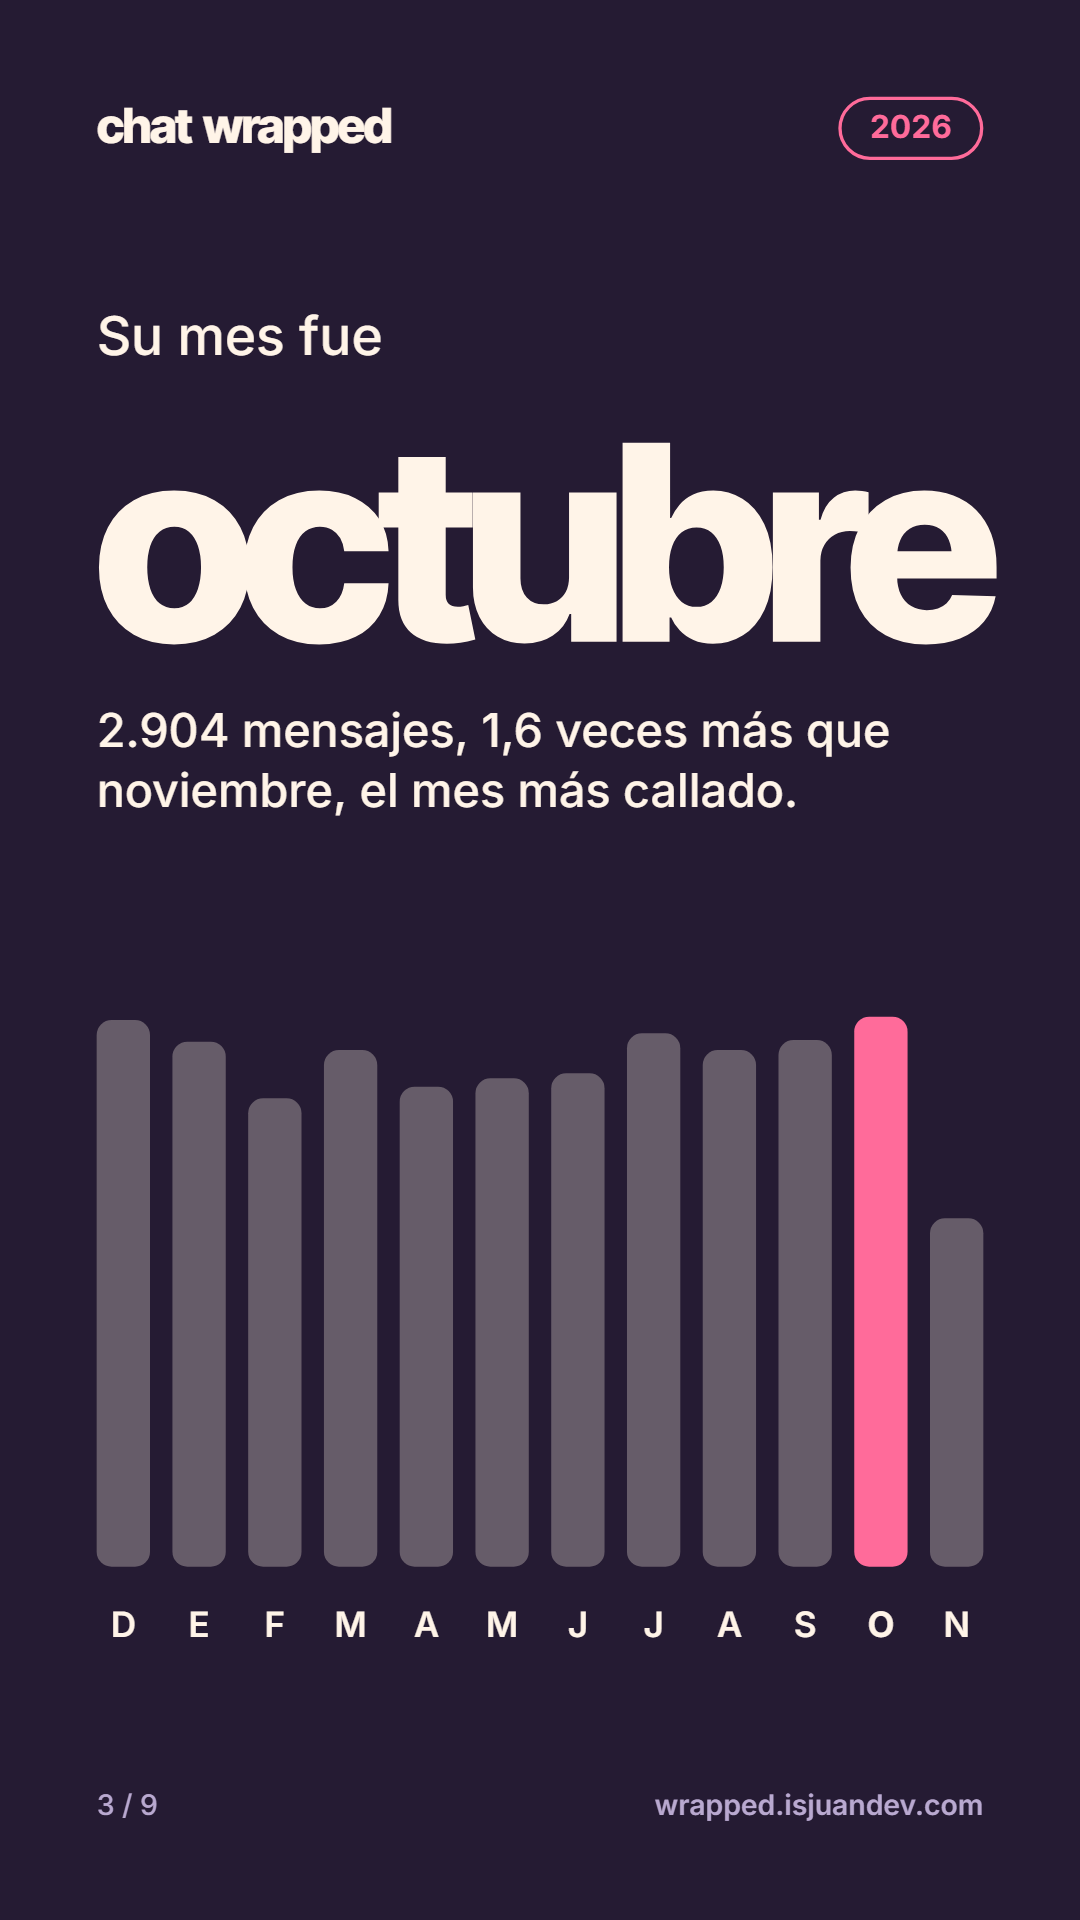 chat wrapped
2026
Su mes fue
octubre
2.904 mensajes, 1,6 veces más que
noviembre, el mes más callado.
D E F M A M J J A S O N
3 / 9
wrapped.isjuandev.com